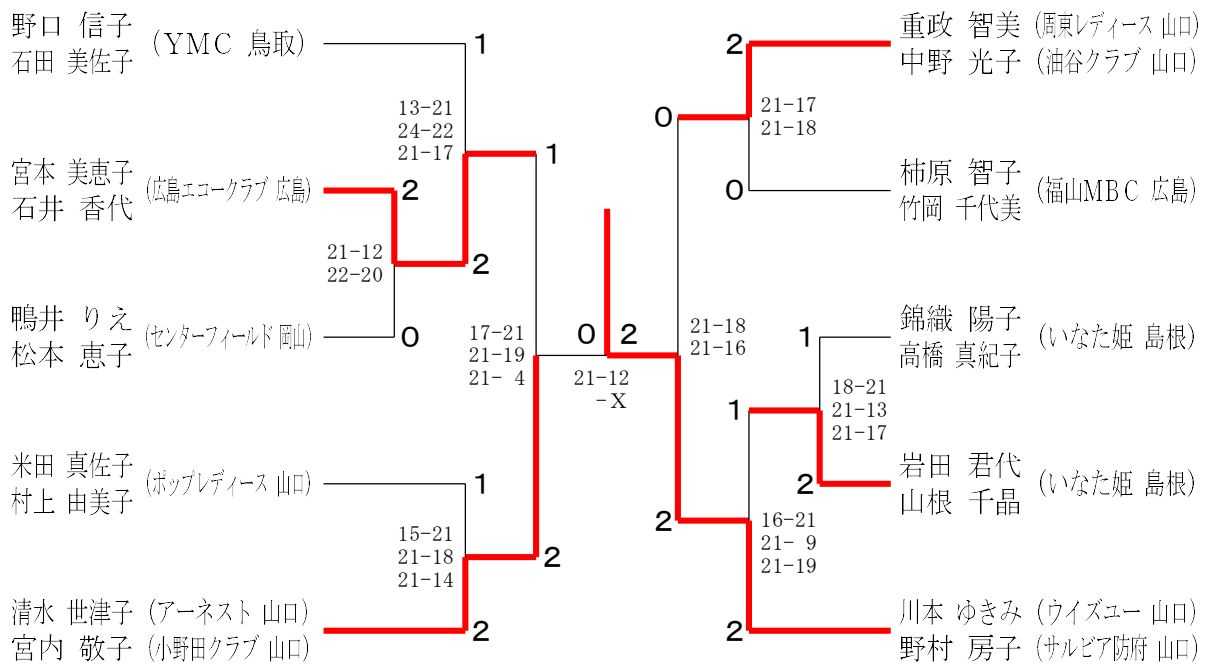 野口 信子
石田 美佐子
(YMC 鳥取)
1
13-21
24-22
21-17
1
宮本 美恵子
石井 香代
(広島エコークラブ 広島)
2
21-12
22-20
2
鴨井 りえ
松本 恵子
(センターフィールド 岡山)
0
17-21
21-19
21- 4
米田 真佐子
村上 由美子
(ポップレディース 山口)
1
15-21
21-18
21-14
2
清水 世津子 (アーネスト 山口)
宮内 敬子 (小野田クラブ 山口)
2
0 2
21-12
-X
重政 智美 (周東レディース 山口)
中野 光子 (油谷クラブ 山口)
2
0
21-17
21-18
柿原 智子
竹岡 千代美
(福山MBC 広島)
0
21-18
21-16
錦織 陽子
高橋 真紀子
(いなた姫 島根)
1
18-21
21-13
21-17
1
岩田 君代
山根 千晶
(いなた姫 島根)
2
2
16-21
21- 9
21-19
川本 ゆきみ (ウイズユー 山口)
野村 房子 (サルビア防府 山口)
2